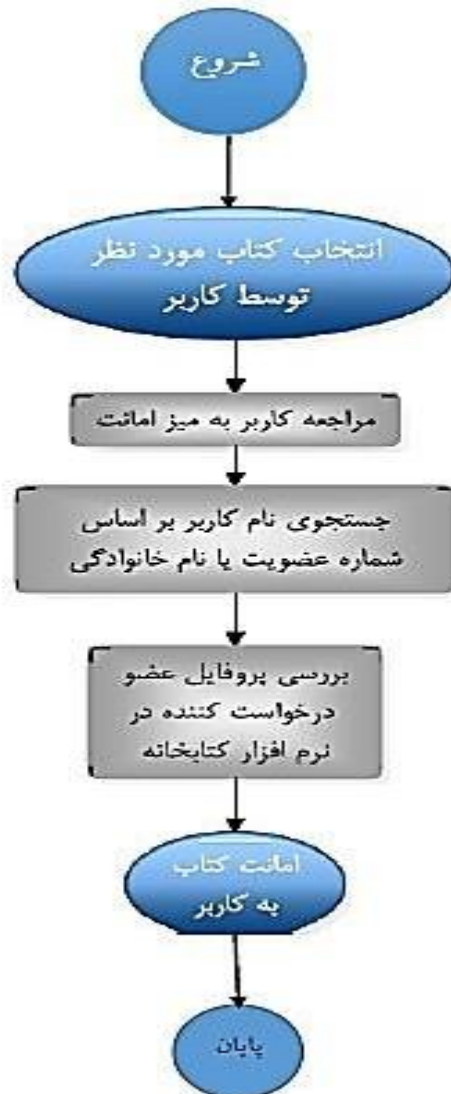 شروع
انتخاب کتاب مورد نظر
توسط کاربر
مراجعه کاربر به میز امانت
جستجوی نام کاربر بر اساس
شماره عضویت یا نام خانوادگی
بررسی پروفایل عضو
درخواست کننده در
نرم افزار کتابخانه
امانت کتاب
به کاربر
پایان